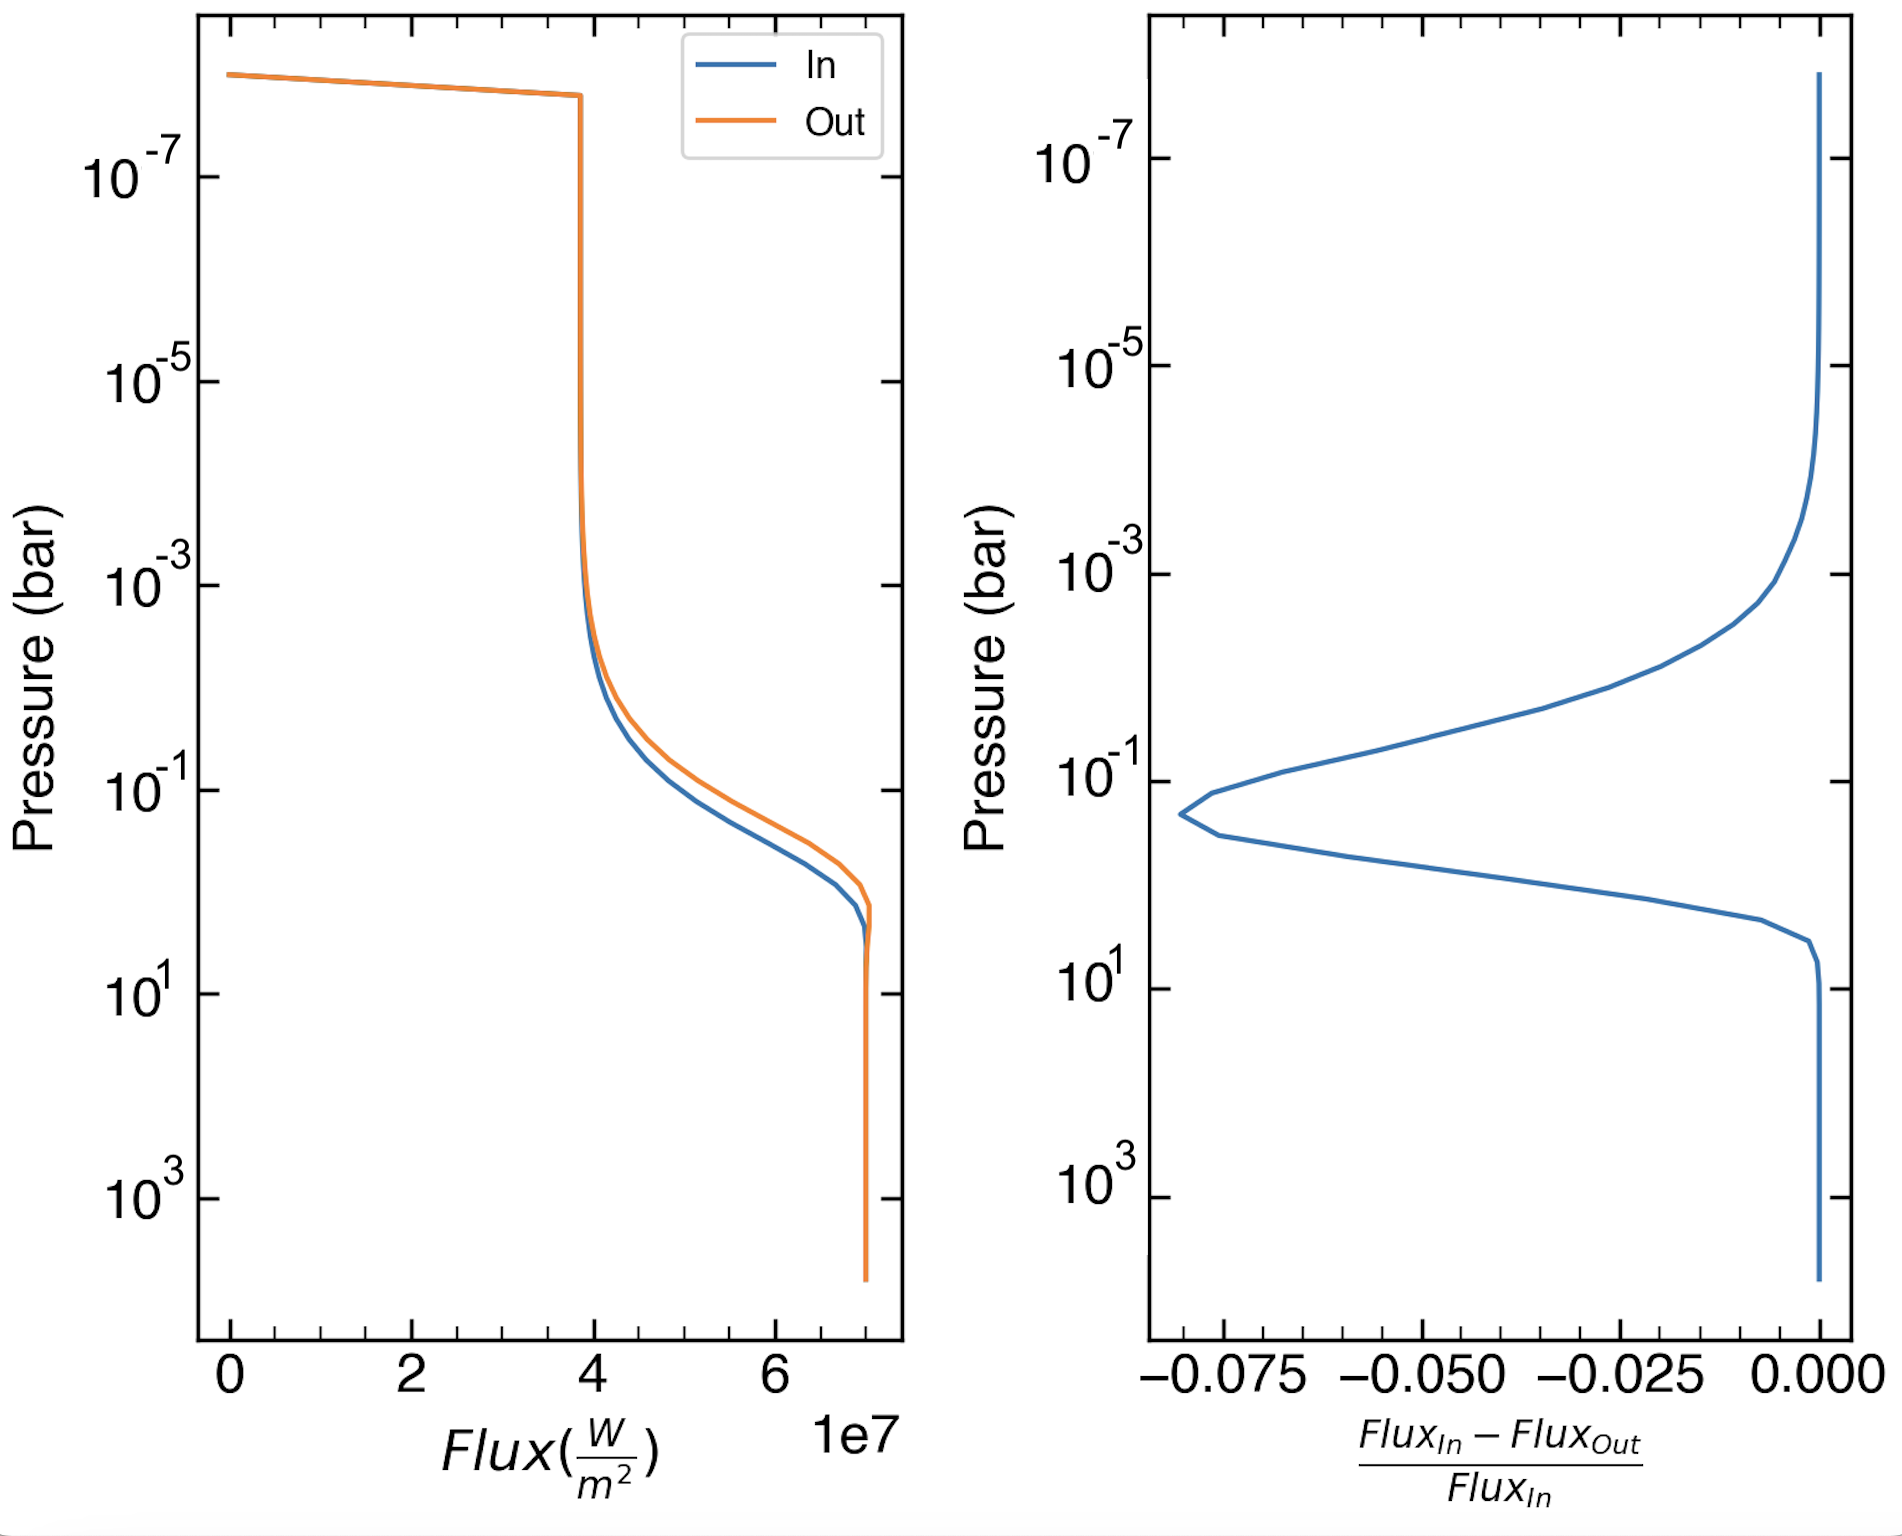 In
Out
10^-7
10^-5
10^-3
10^-1
10^1
10^3
Pressure (bar)
0 2 4 6
1e7
Flux(W/m^2)
10^-7
10^-5
10^-3
10^-1
10^1
10^3
Pressure (bar)
−0.075 −0.050 −0.025 0.000
Flux_In − Flux_Out
Flux_In